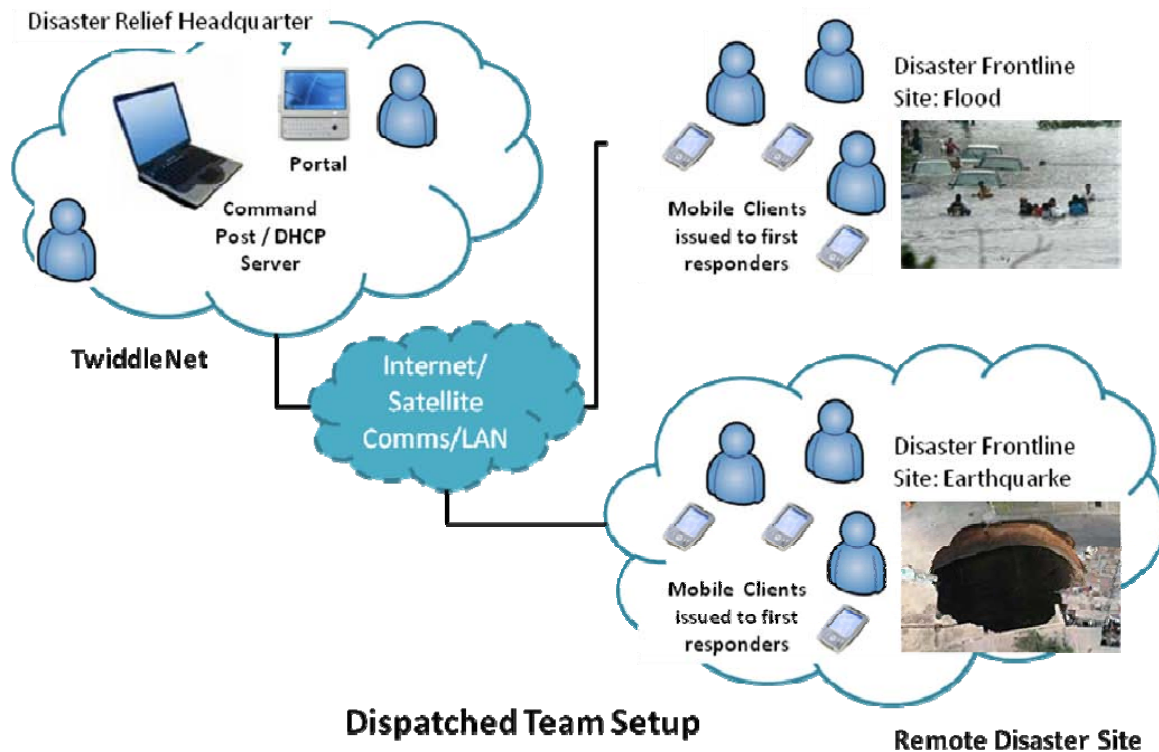 Disaster Relief Headquarter
Portal
Command
Post / DHCP
Server
TwiddleNet
Internet/
Satellite
Comms/LAN
Disaster Frontline
Site: Flood
Mobile Clients
issued to first
responders
Disaster Frontline
Site: Earthquarke
Mobile Clients
issued to first
responders
Dispatched Team Setup
Remote Disaster Site